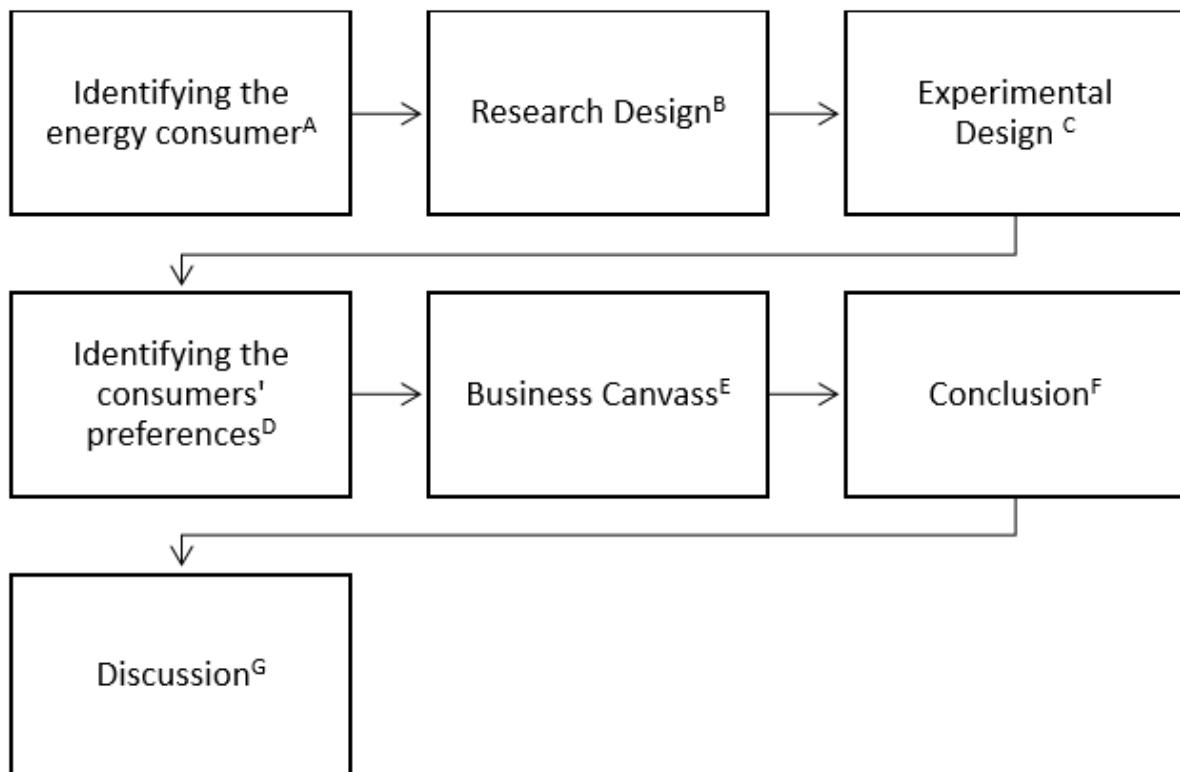 Identifying the
energy consumerᴬ
Research Designᴮ
Experimental
Design ᶜ
Identifying the
consumers'
preferencesᴰ
Business Canvassᴱ
Conclusionꟳ
Discussionᴳ